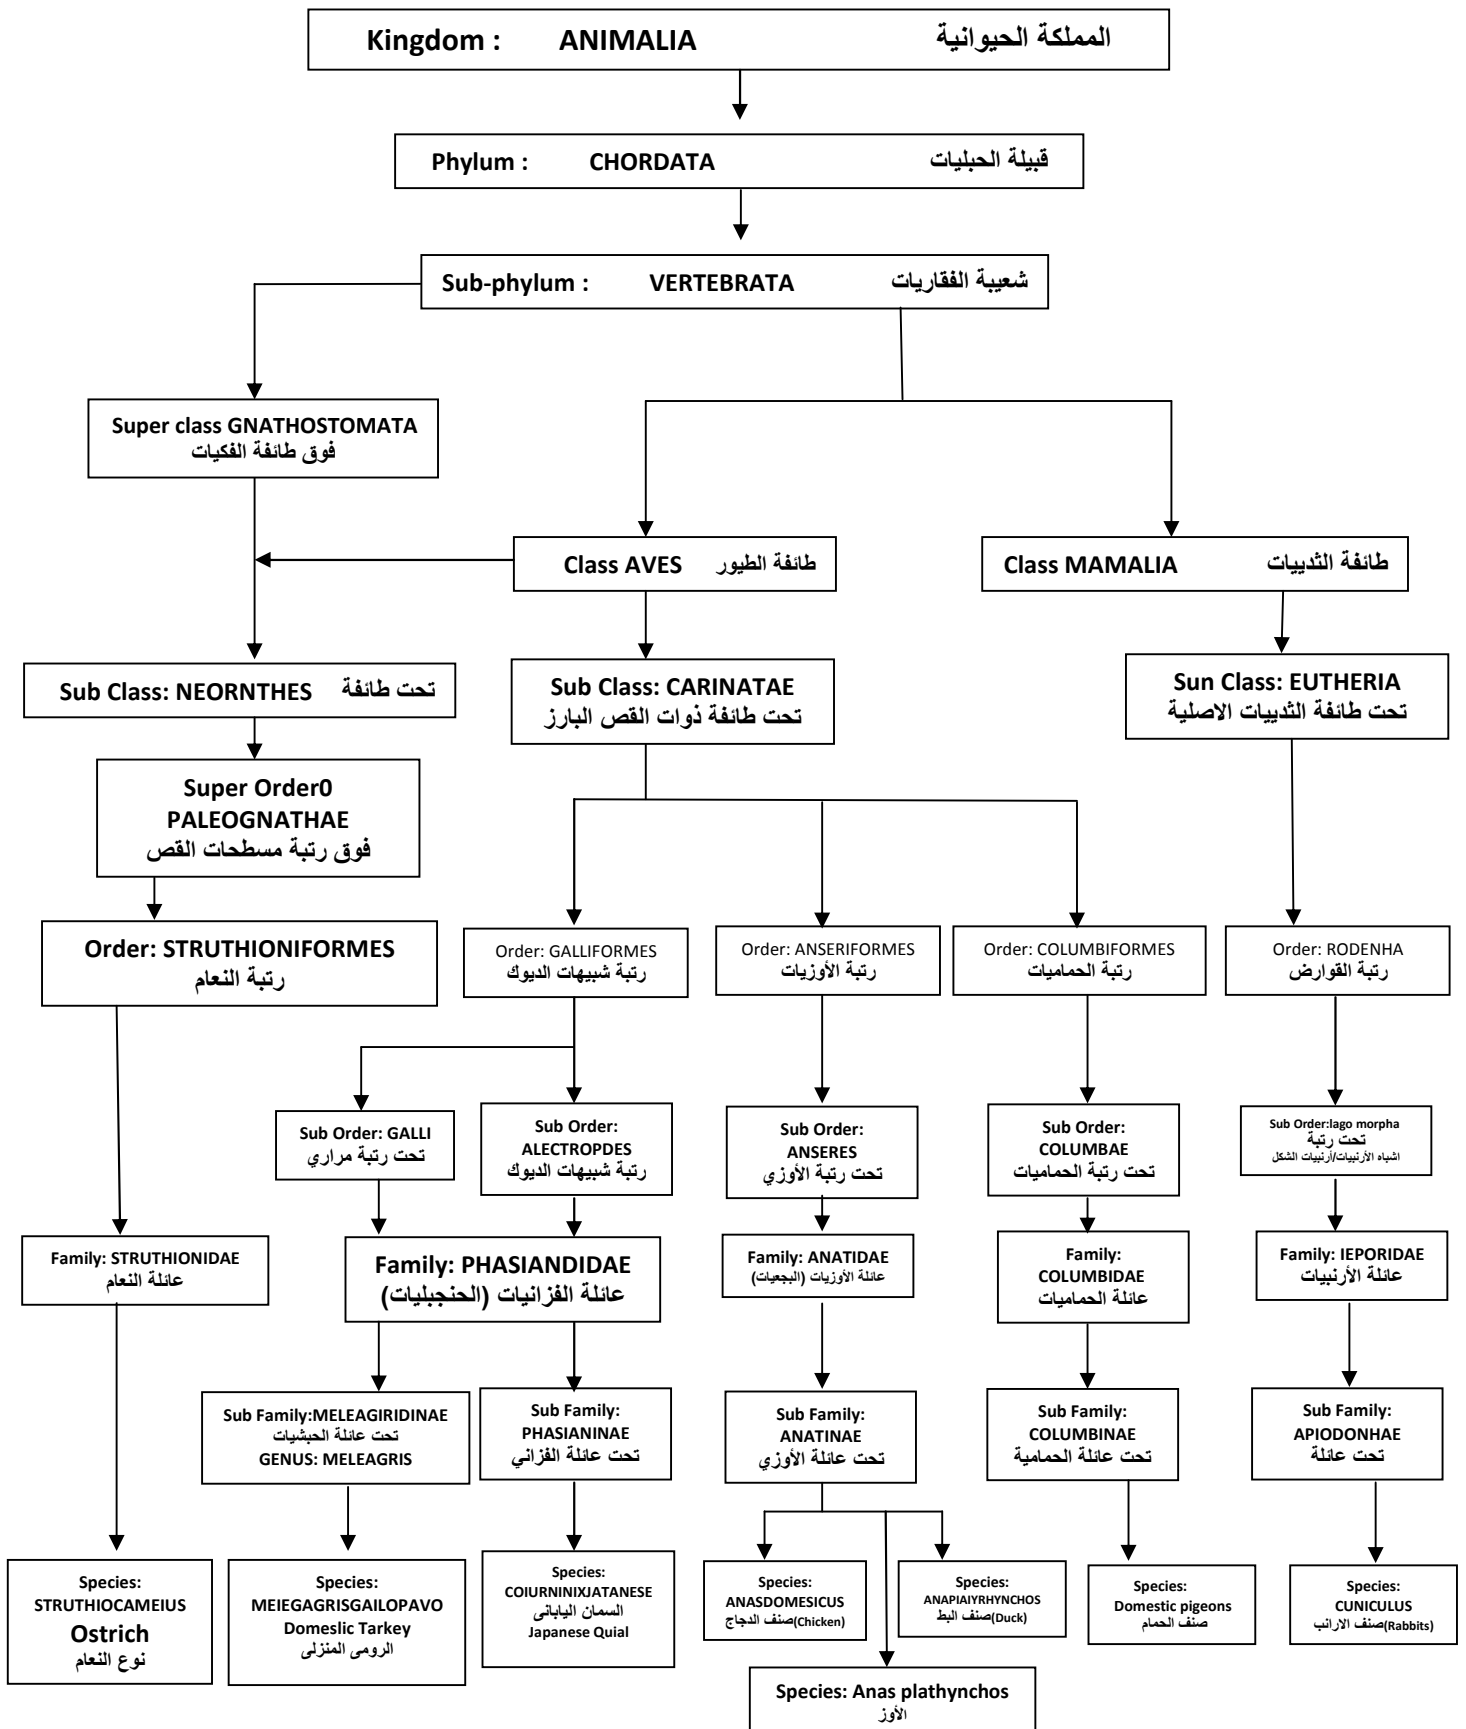 Kingdom : ANIMALIA المملكة الحيوانية
Phylum : CHORDATA قبيلة الحبليات
Sub-phylum : VERTEBRATA شعيبة الفقاريات
Super class GNATHOSTOMATA
فوق طائفة الفكيات
Class AVES طائفة الطيور
Class MAMALIA طائفة الثدييات
Sub Class: NEORNTHES تحت طائفة
Sub Class: CARINATAE
تحت طائفة ذوات القص البارز
Sun Class: EUTHERIA
تحت طائفة الثدييات الاصلية
Super Order0
PALEOGNATHAE
فوق رتبة مسطحات القص
Order: STRUTHIONIFORMES
رتبة النعام
Order: GALLIFORMES
رتبة شبيهات الديوك
Order: ANSERIFORMES
رتبة الأوزيات
Order: COLUMBIFORMES
رتبة الحماميات
Order: RODENHA
رتبة القوارض
Sub Order: GALLI
تحت رتبة مراري
Sub Order:
ALECTROPDES
رتبة شبيهات الديوك
Sub Order:
ANSERES
تحت رتبة الأوزي
Sub Order:
COLUMBAE
تحت رتبة الحماميات
Sub Order:lago morpha
تحت رتبة
اشباه الأرنبيات/أرنبيات الشكل
Family: STRUTHIONIDAE
عائلة النعام
Family: PHASIANDIDAE
عائلة الفزانيات (الحنجبليات)
Family: ANATIDAE
عائلة الأوزيات (البجعيات)
Family:
COLUMBIDAE
عائلة الحماميات
Family: IEPORIDAE
عائلة الأرنبيات
Sub Family:MELEAGIRIDINAE
تحت عائلة الحبشيات
GENUS: MELEAGRIS
Sub Family:
PHASIANINAE
تحت عائلة الفزاني
Sub Family:
ANATINAE
تحت عائلة الأوزي
Sub Family:
COLUMBINAE
تحت عائلة الحمامية
Sub Family:
APIODONHAE
تحت عائلة
Species:
STRUTHIOCAMEIUS
Ostrich
نوع النعام
Species:
MEIEGAGRISGAILOPAVO
Domeslic Tarkey
الرومى المنزلى
Species:
COIURNINIXJATANESE
السمان اليابانى
Japanese Quial
Species:
ANASDOMESICUS
صنف الدجاج(Chicken)
Species:
ANAPIAIYRHYNCHOS
صنف البط(Duck)
Species:
Domestic pigeons
صنف الحمام
Species:
CUNICULUS
صنف الارانب(Rabbits)
Species: Anas plathynchos
الأوز